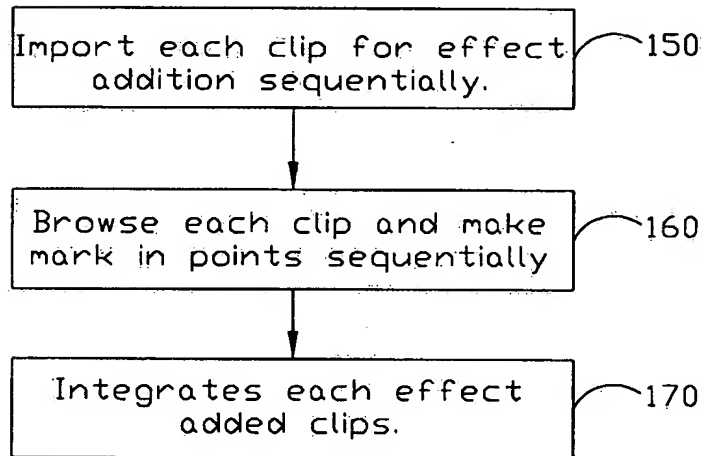 Import each clip for effect
addition sequentially.
150
Browse each clip and make
mark in points sequentially
160
Integrates each effect
added clips.
170